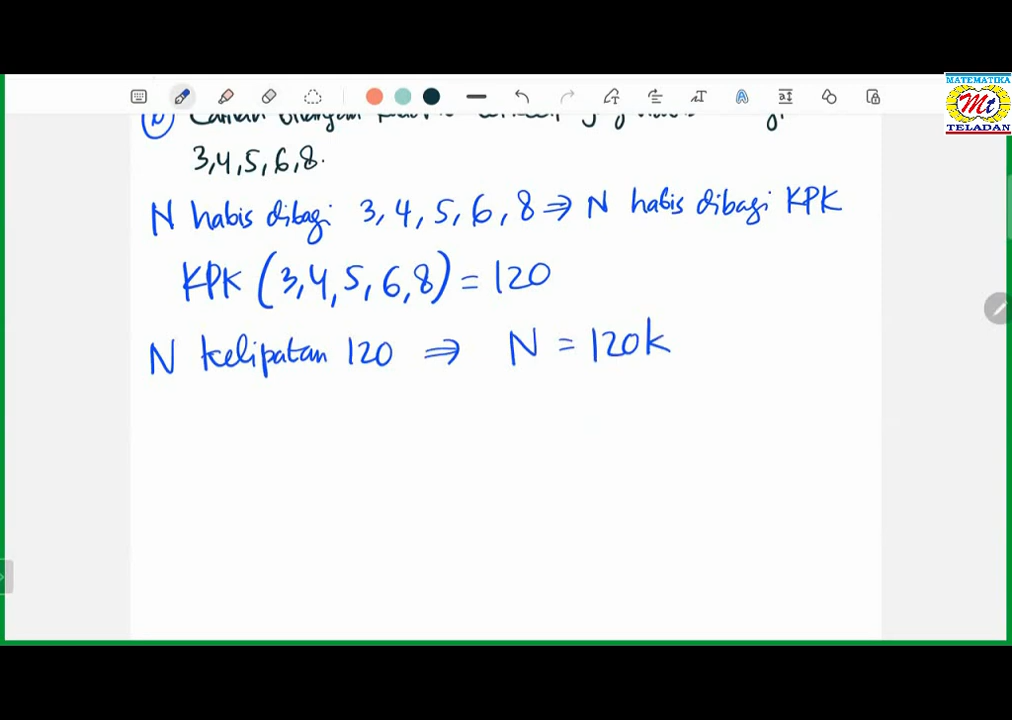 MATEMATIKA
Mt
TELADAN
3,4,5,6,8.
N habis dibagi 3, 4, 5, 6, 8 ⇒ N habis dibagi KPK
KPK (3,4,5,6,8) = 120
N kelipatan 120 ⇒ N = 120k